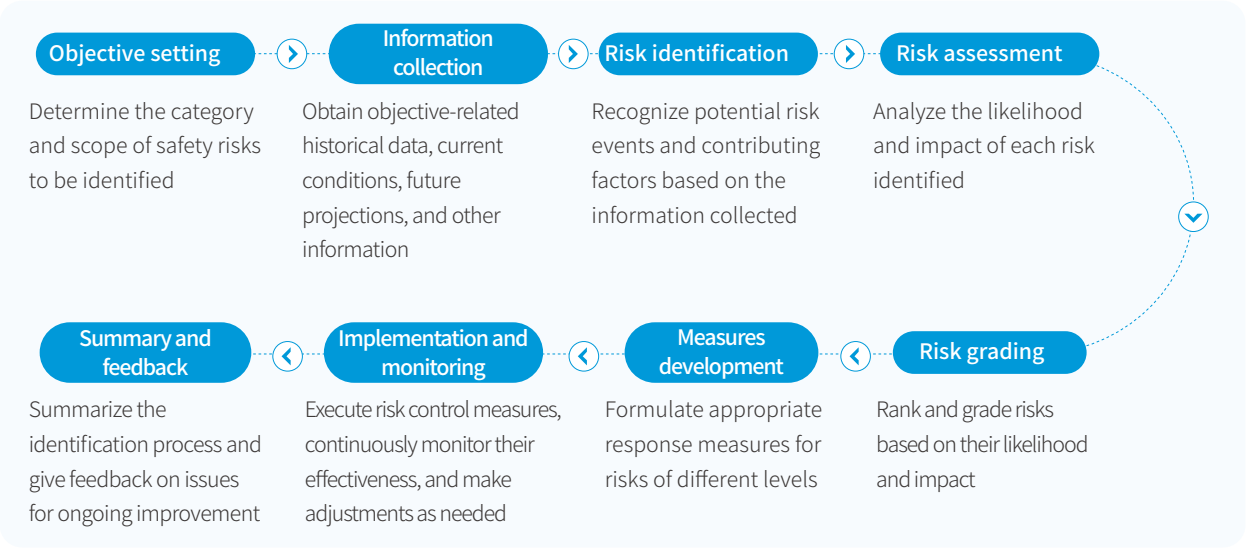 Objective setting
Determine the category
and scope of safety risks
to be identified
Information
collection
Obtain objective-related
historical data, current
conditions, future
projections, and other
information
Risk identification
Recognize potential risk
events and contributing
factors based on the
information collected
Risk assessment
Analyze the likelihood
and impact of each risk
identified
Risk grading
Rank and grade risks
based on their likelihood
and impact
Measures
development
Formulate appropriate
response measures for
risks of different levels
Implementation and
monitoring
Execute risk control measures,
continuously monitor their
effectiveness, and make
adjustments as needed
Summary and
feedback
Summarize the
identification process and
give feedback on issues
for ongoing improvement